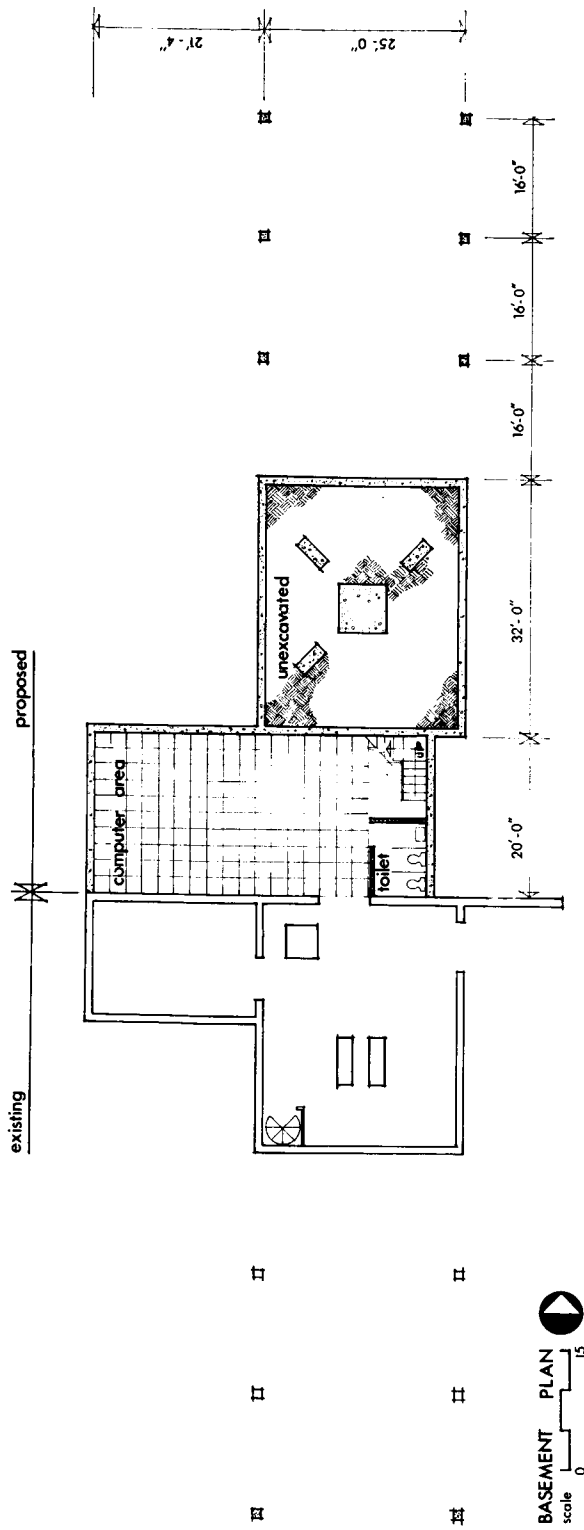 existing
proposed
computer area
unexcavated
toilet
up
21'-4"
25'-0"
20'-0"
32'-0"
16'-0"
16'-0"
16'-0"
BASEMENT PLAN
scale
0
15